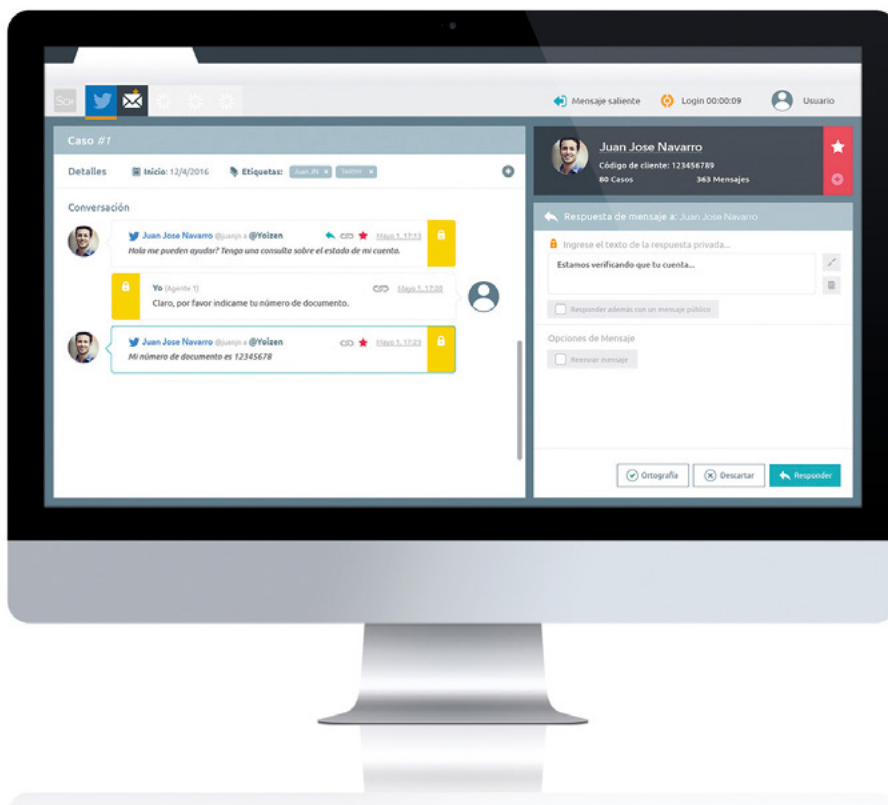 Mensaje saliente
Login 00:00:09
Usuario
Caso #1
Detalles
Inicio: 12/4/2016
Etiquetas:
Juan JN x
Twitter x
Conversación
Juan Jose Navarro @juanjn a @Yoizen
Mayo 1, 17:13
Hola me pueden ayudar? Tengo una consulta sobre el estado de mi cuenta.
Yo (Agente 1)
Mayo 1, 17:20
Claro, por favor indicame tu número de documento.
Juan Jose Navarro @juanjn a @Yoizen
Mayo 1, 17:23
Mi número de documento es 12345678
Juan Jose Navarro
Código de cliente: 123456789
80 Casos
363 Mensajes
Respuesta de mensaje a: Juan Jose Navarro
Ingrese el texto de la respuesta privada...
Estamos verificando que tu cuenta...
Responder además con un mensaje público
Opciones de Mensaje
Reenviar mensaje
Ortografía
Descartar
Responder